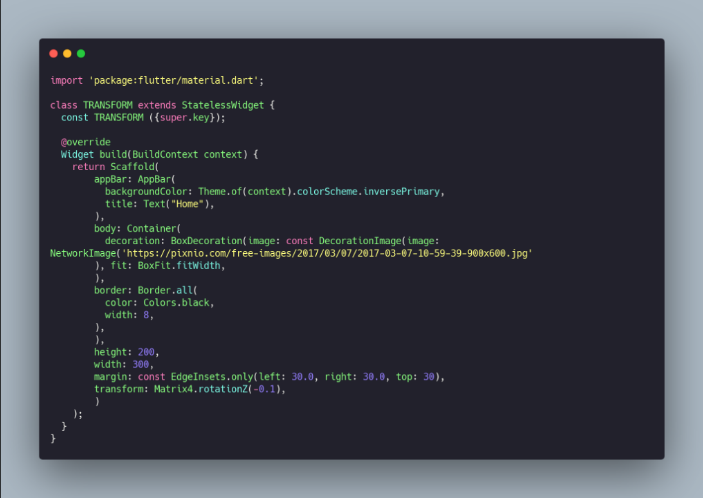 import 'package:flutter/material.dart';
class TRANSFORM extends StatelessWidget {
const TRANSFORM ({super.key});
@override
Widget build(BuildContext context) {
return Scaffold(
appBar: AppBar(
backgroundColor: Theme.of(context).colorScheme.inversePrimary,
title: Text("Home"),
),
body: Container(
decoration: BoxDecoration(image: const DecorationImage(image:
NetworkImage('https://pixnio.com/free-images/2017/03/07/2017-03-07-10-59-39-900x600.jpg'
), fit: BoxFit.fitWidth,
),
border: Border.all(
color: Colors.black,
width: 8,
),
),
height: 200,
width: 300,
margin: const EdgeInsets.only(left: 30.0, right: 30.0, top: 30),
transform: Matrix4.rotationZ(-0.1),
)
);
}
}